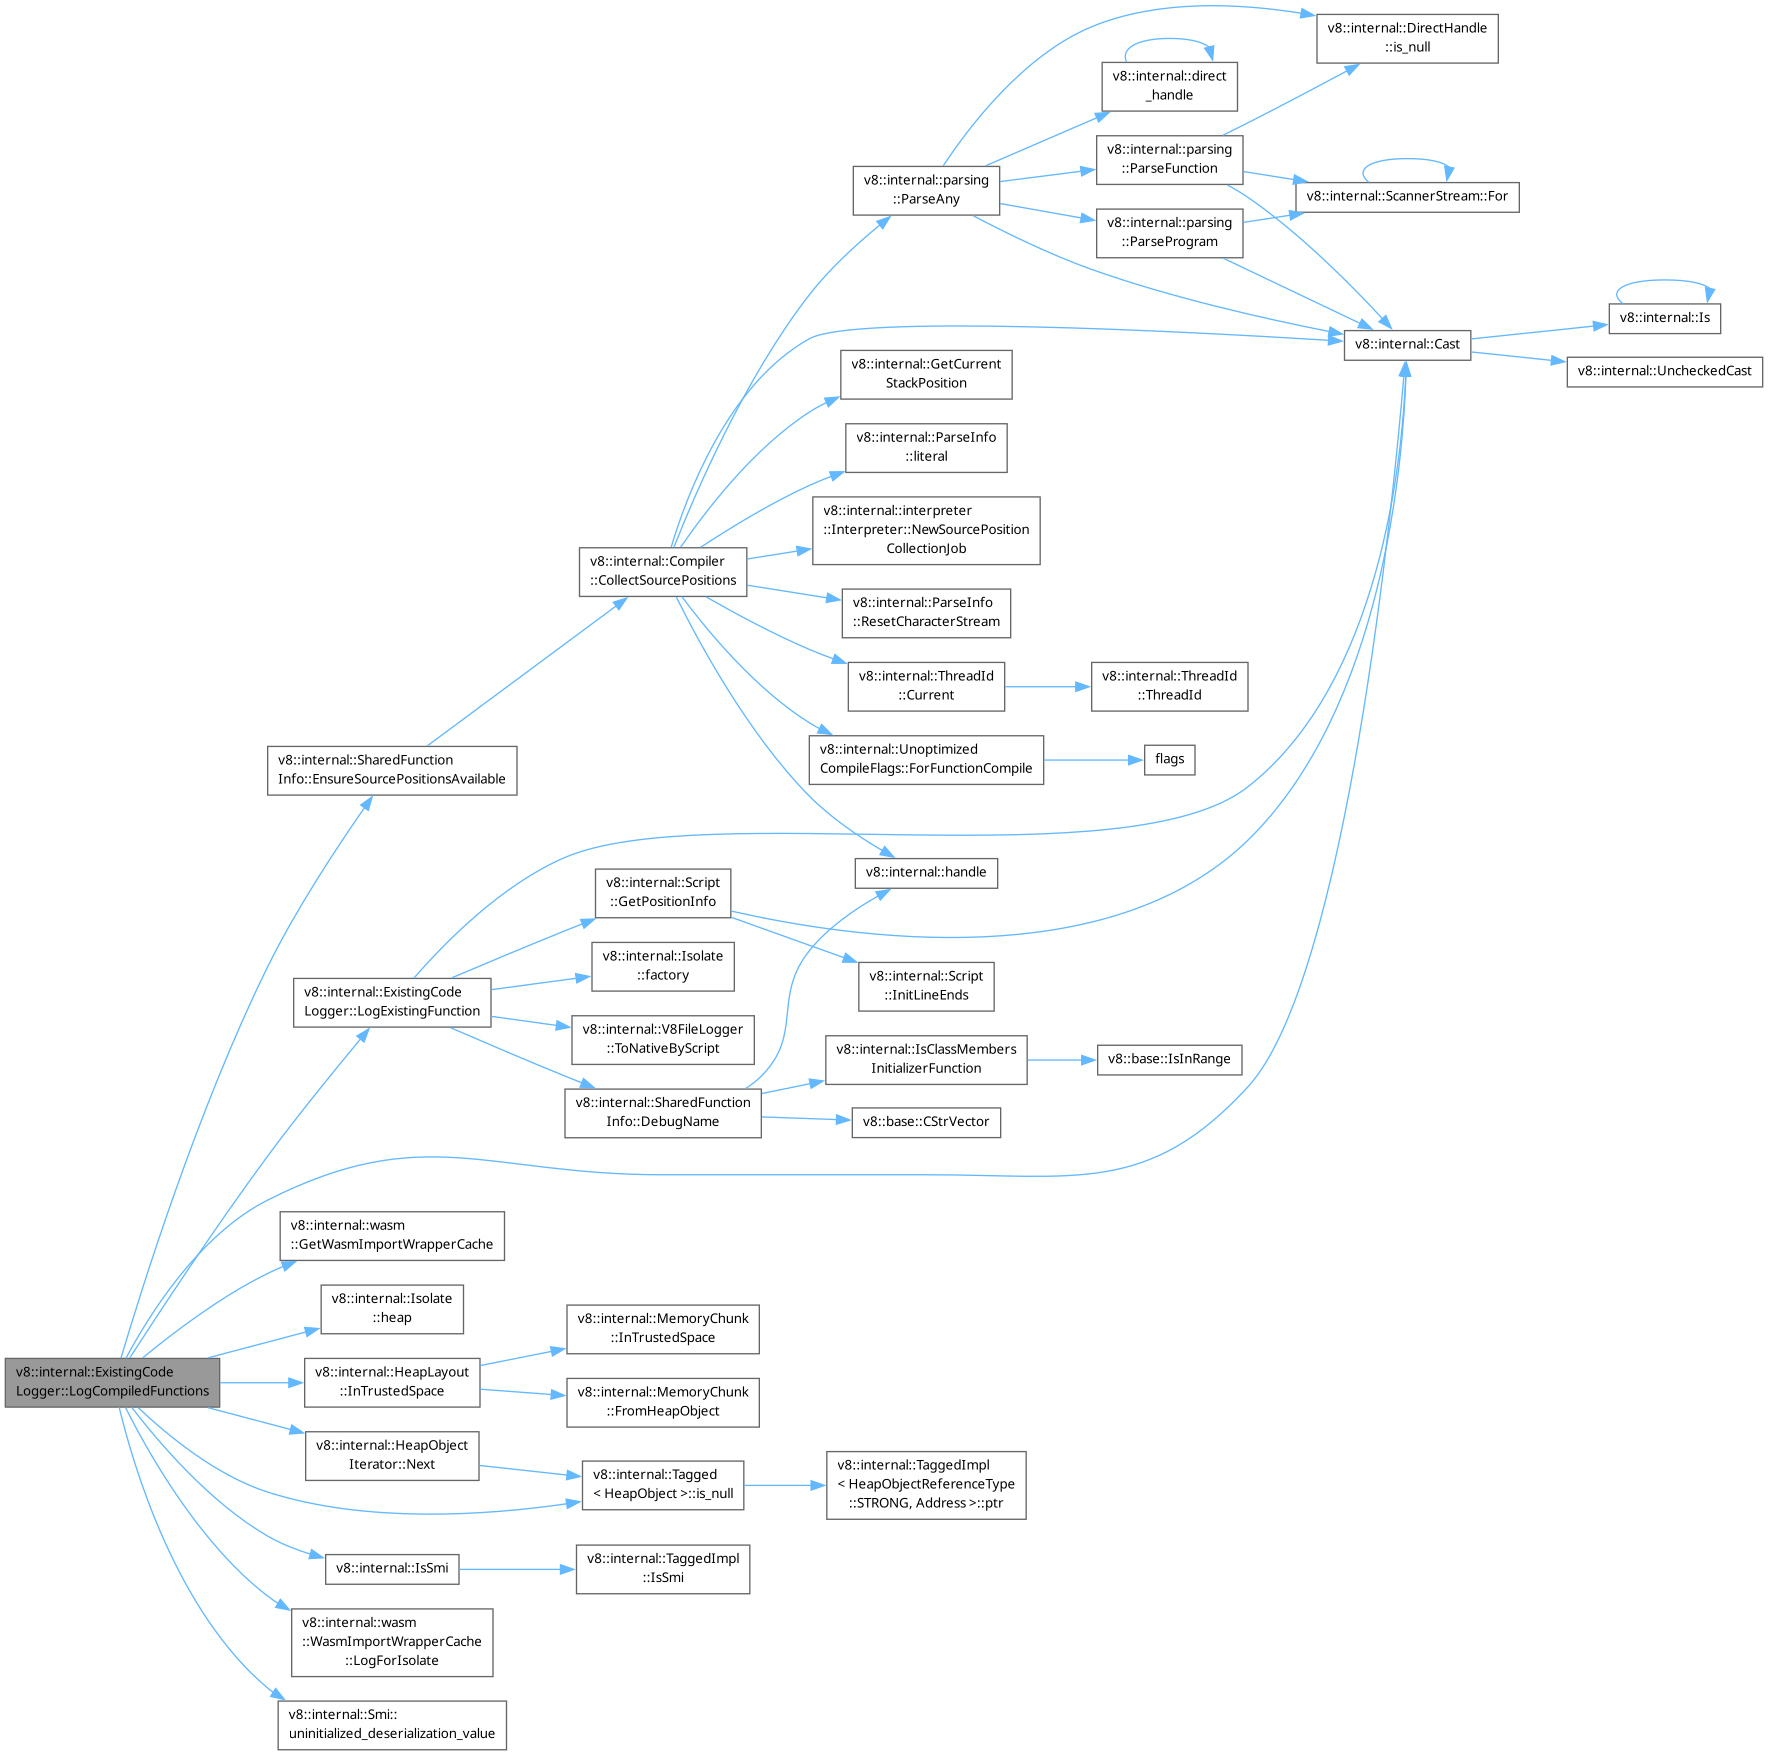 v8::internal::DirectHandle
::is_null
v8::internal::direct
_handle
v8::internal::parsing
::ParseFunction
v8::internal::parsing
::ParseAny
v8::internal::ScannerStream::For
v8::internal::parsing
::ParseProgram
v8::internal::Is
v8::internal::Cast
v8::internal::UncheckedCast
v8::internal::GetCurrent
StackPosition
v8::internal::ParseInfo
::literal
v8::internal::interpreter
::Interpreter::NewSourcePosition
CollectionJob
v8::internal::Compiler
::CollectSourcePositions
v8::internal::ParseInfo
::ResetCharacterStream
v8::internal::ThreadId
::Current
v8::internal::ThreadId
::ThreadId
v8::internal::Unoptimized
CompileFlags::ForFunctionCompile
flags
v8::internal::SharedFunction
Info::EnsureSourcePositionsAvailable
v8::internal::handle
v8::internal::Script
::GetPositionInfo
v8::internal::Isolate
::factory
v8::internal::Script
::InitLineEnds
v8::internal::ExistingCode
Logger::LogExistingFunction
v8::internal::V8FileLogger
::ToNativeByScript
v8::internal::IsClassMembers
InitializerFunction
v8::base::IsInRange
v8::internal::SharedFunction
Info::DebugName
v8::base::CStrVector
v8::internal::wasm
::GetWasmImportWrapperCache
v8::internal::Isolate
::heap
v8::internal::MemoryChunk
::InTrustedSpace
v8::internal::ExistingCode
Logger::LogCompiledFunctions
v8::internal::HeapLayout
::InTrustedSpace
v8::internal::MemoryChunk
::FromHeapObject
v8::internal::HeapObject
Iterator::Next
v8::internal::Tagged
< HeapObject >::is_null
v8::internal::TaggedImpl
< HeapObjectReferenceType
::STRONG, Address >::ptr
v8::internal::IsSmi
v8::internal::TaggedImpl
::IsSmi
v8::internal::wasm
::WasmImportWrapperCache
::LogForIsolate
v8::internal::Smi::
uninitialized_deserialization_value